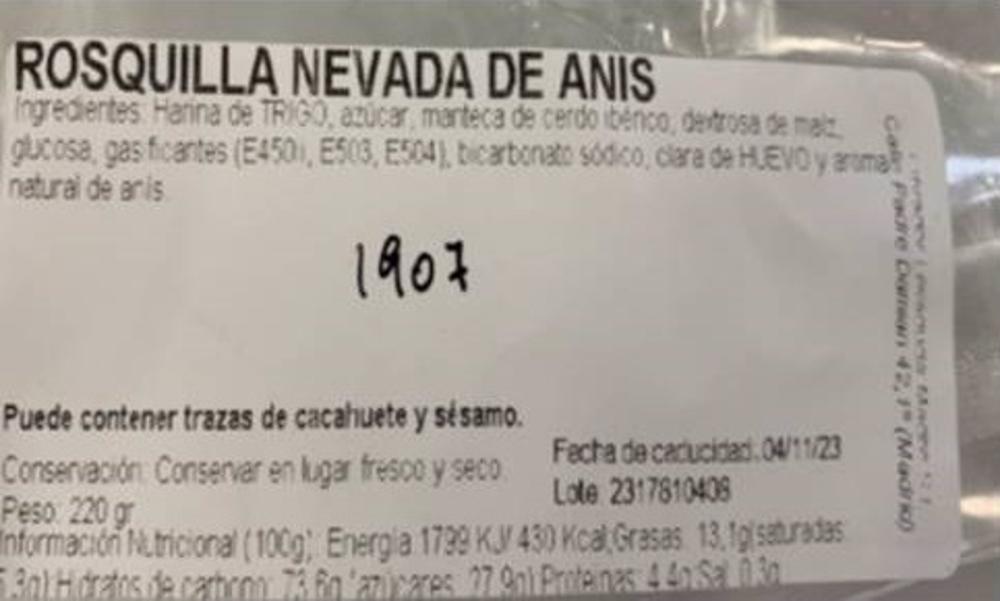 ROSQUILLA NEVADA DE ANIS
Ingredientes: Harina de TRIGO, azúcar, manteca de cerdo ibérico, dextrosa de maíz,
glucosa, gasificantes (E450i, E503, E504), bicarbonato sódico, clara de HUEVO y aroma
natural de anís.
1907
Puede contener trazas de cacahuete y sésamo.
Conservación: Conservar en lugar fresco y seco.
Fecha de caducidad: 04/11/23
Peso: 220 gr
Lote: 2317810408
Información Nutricional (100g): Energia 1799 KJ/ 430 Kcal;Grasas: 13,1g(saturadas:
5,3g) Hidratos de carbono: 73,6g (azúcares: 27,9g) Proteinas: 4,4g Sal: 0,3g
Calle Padre Damian 42, 1º (Madrid)